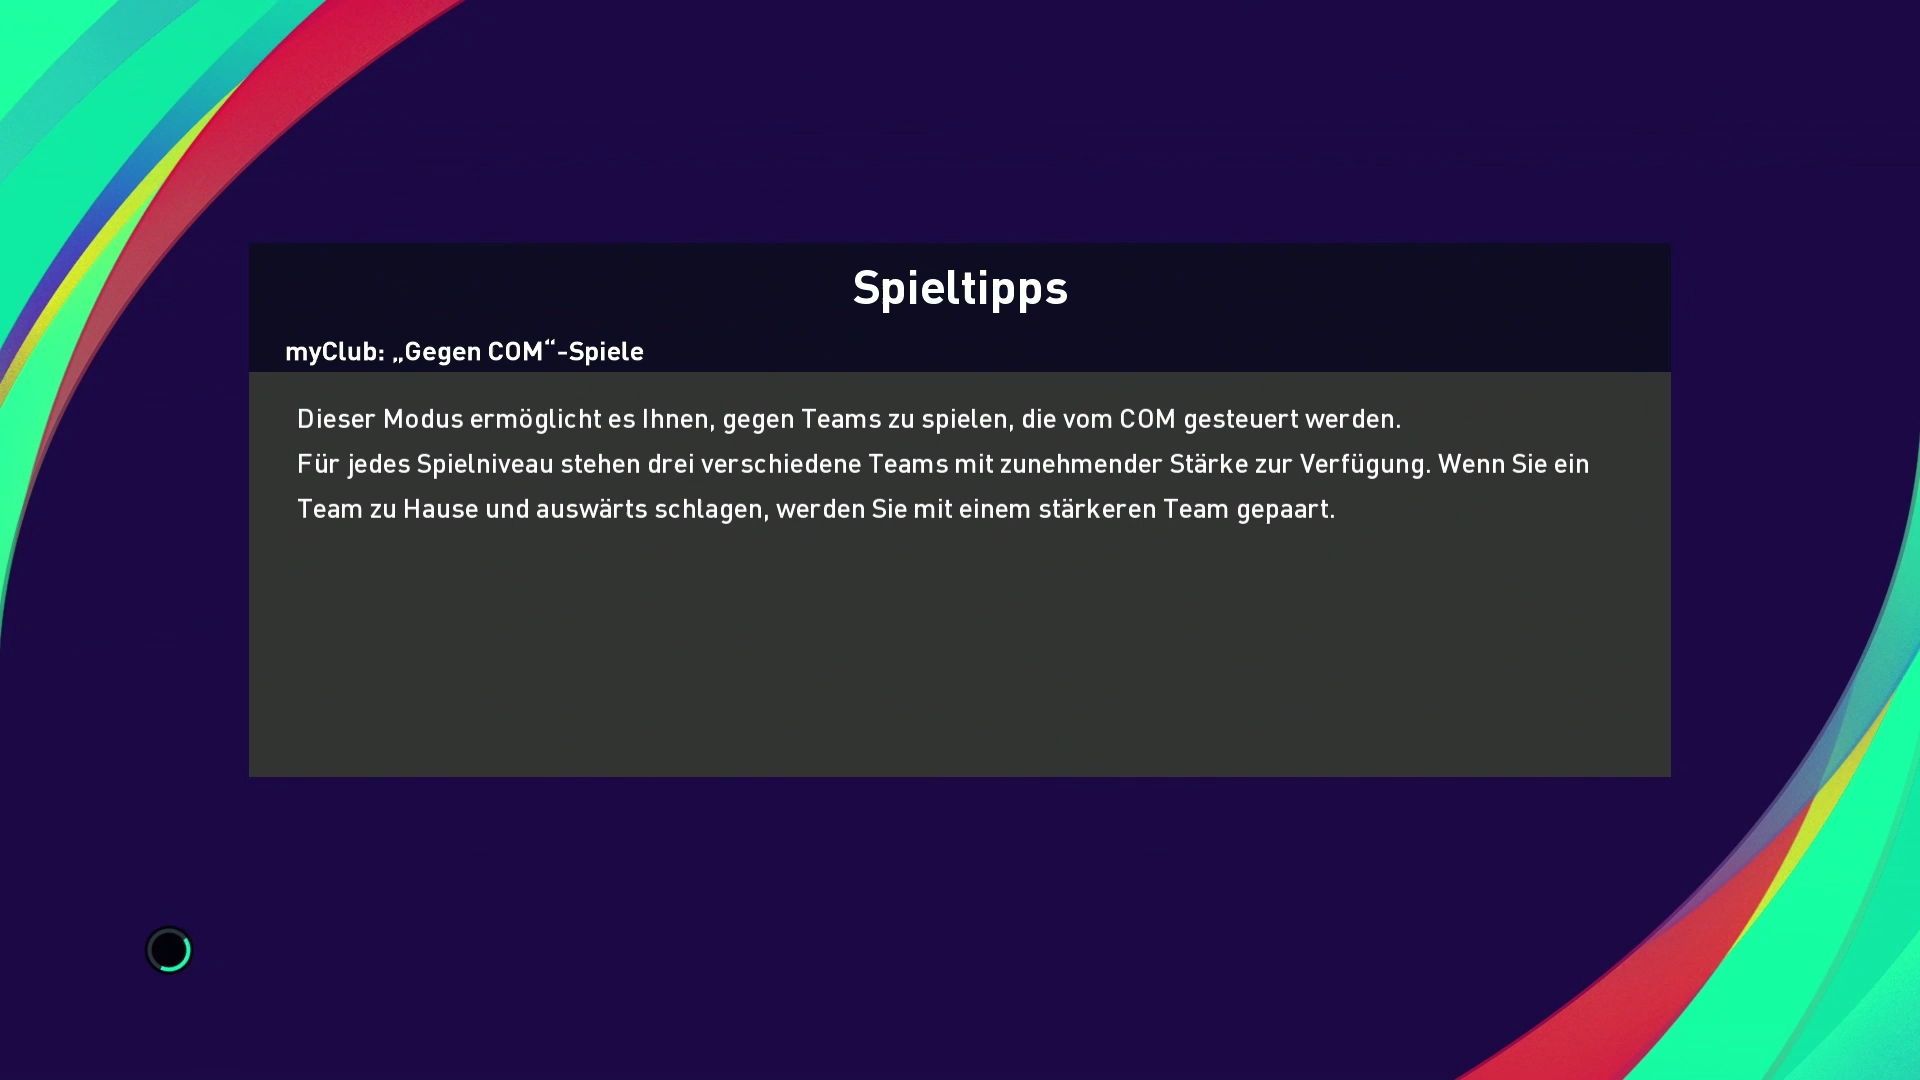 Spieltipps
myClub: „Gegen COM“-Spiele
Dieser Modus ermöglicht es Ihnen, gegen Teams zu spielen, die vom COM gesteuert werden.
Für jedes Spielniveau stehen drei verschiedene Teams mit zunehmender Stärke zur Verfügung. Wenn Sie ein
Team zu Hause und auswärts schlagen, werden Sie mit einem stärkeren Team gepaart.